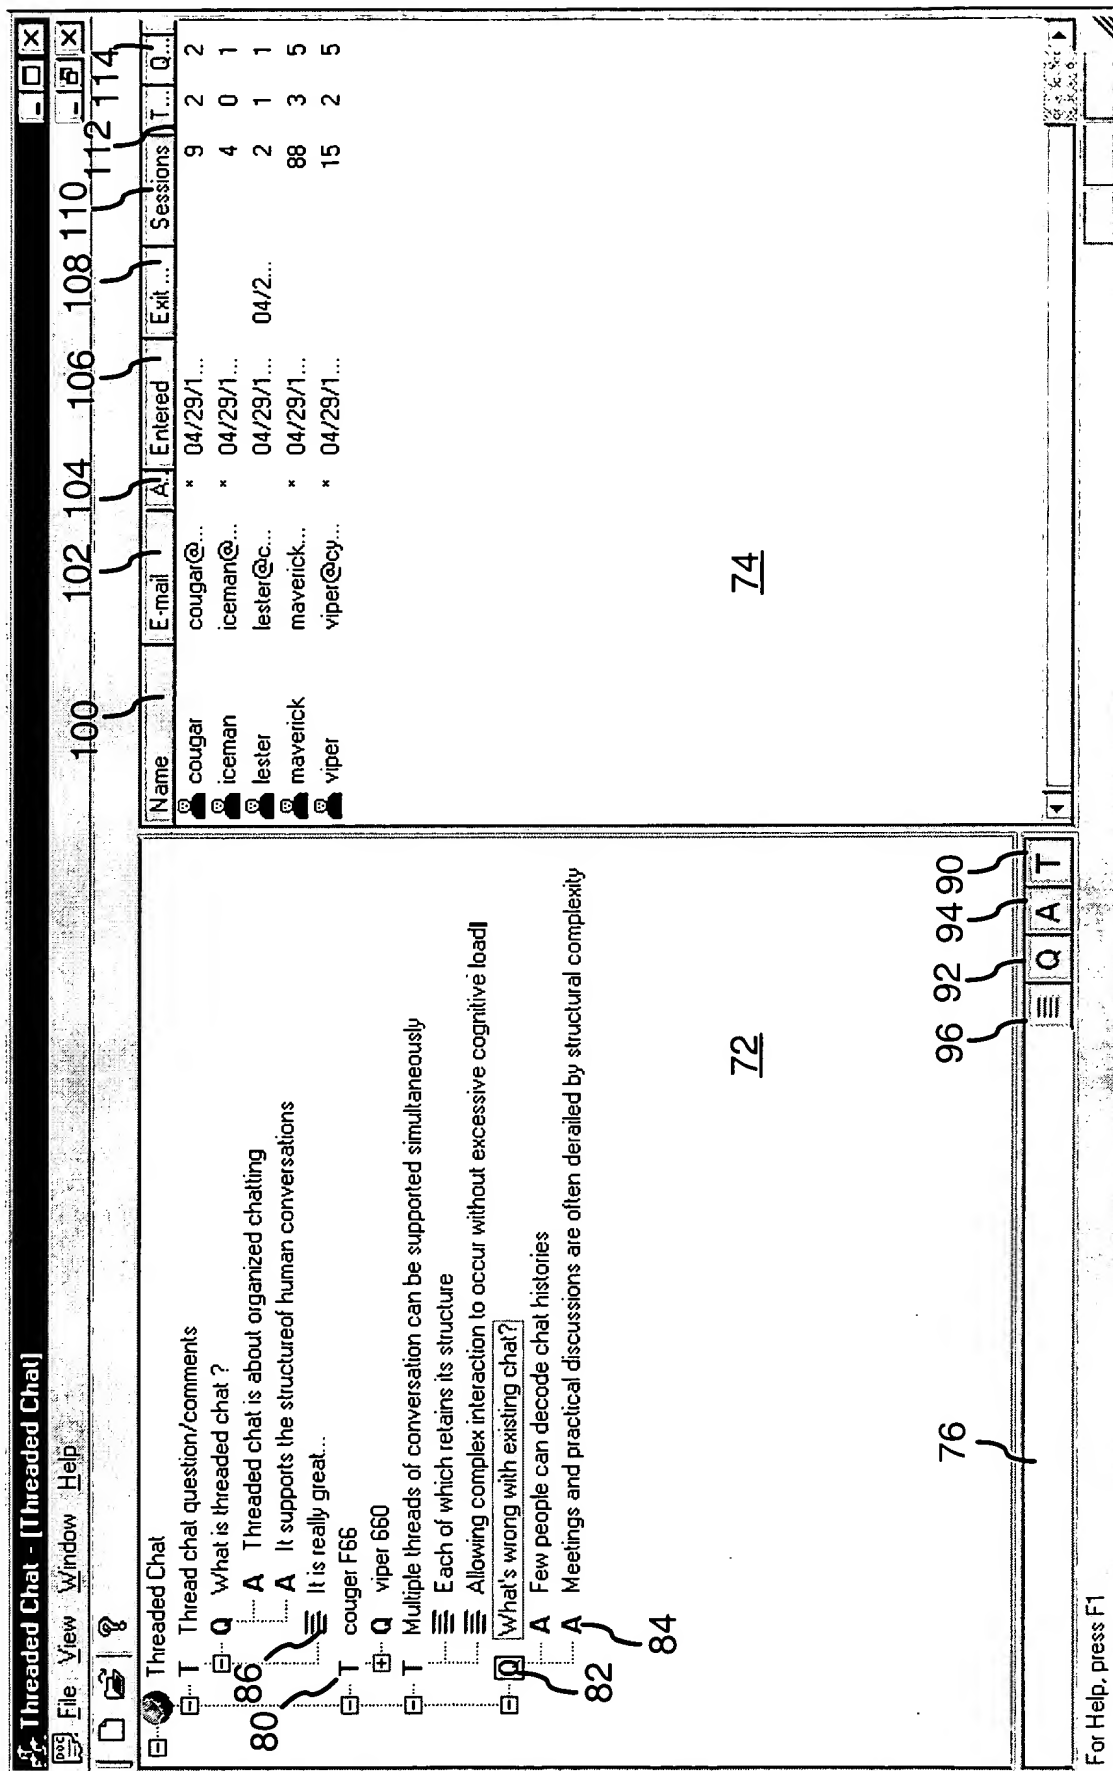 Threaded Chat - [Threaded Chat]
File View Window Help
100 102 104 106 108 110 112 114
Threaded Chat
T Thread chat question/comments
Q What is threaded chat ?
A Threaded chat is about organized chatting
A It supports the structureof human conversations
It is really great...
86
80
T couger F66
Q viper 660
T Multiple threads of conversation can be supported simultaneously
Each of which retains its structure
Allowing complex interaction to occur without excessive cognitive load
Q What's wrong with existing chat?
A Few people can decode chat histories
A Meetings and practical discussions are often derailed by structural complexity
82
84
72
Name E-mail A.. Entered Exit ... Sessions T... Q...
cougar cougar@... * 04/29/1... 9 2 2
iceman iceman@... * 04/29/1... 4 0 1
lester lester@c... 04/29/1... 04/2... 2 1 1
maverick maverick... * 04/29/1... 88 3 5
viper viper@cy... * 04/29/1... 15 2 5
74
76
96 92 94 90
Q A T
For Help, press F1